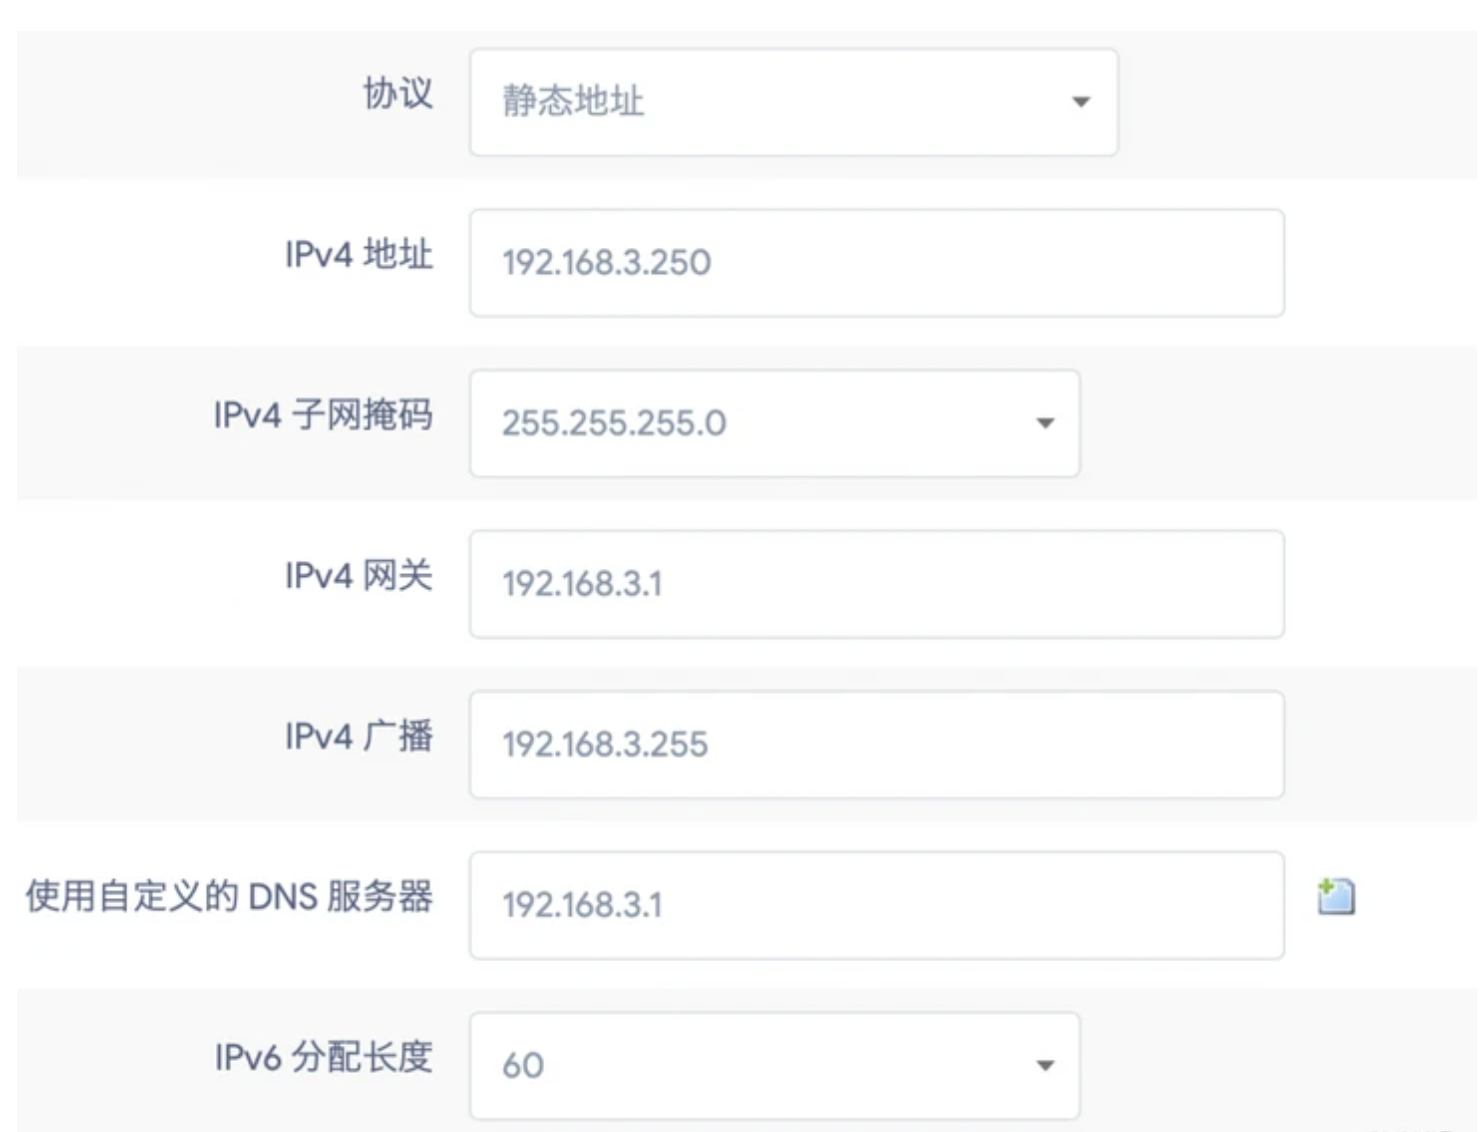 协议 静态地址
IPv4 地址 192.168.3.250
IPv4 子网掩码 255.255.255.0
IPv4 网关 192.168.3.1
IPv4 广播 192.168.3.255
使用自定义的 DNS 服务器 192.168.3.1
IPv6 分配长度 60